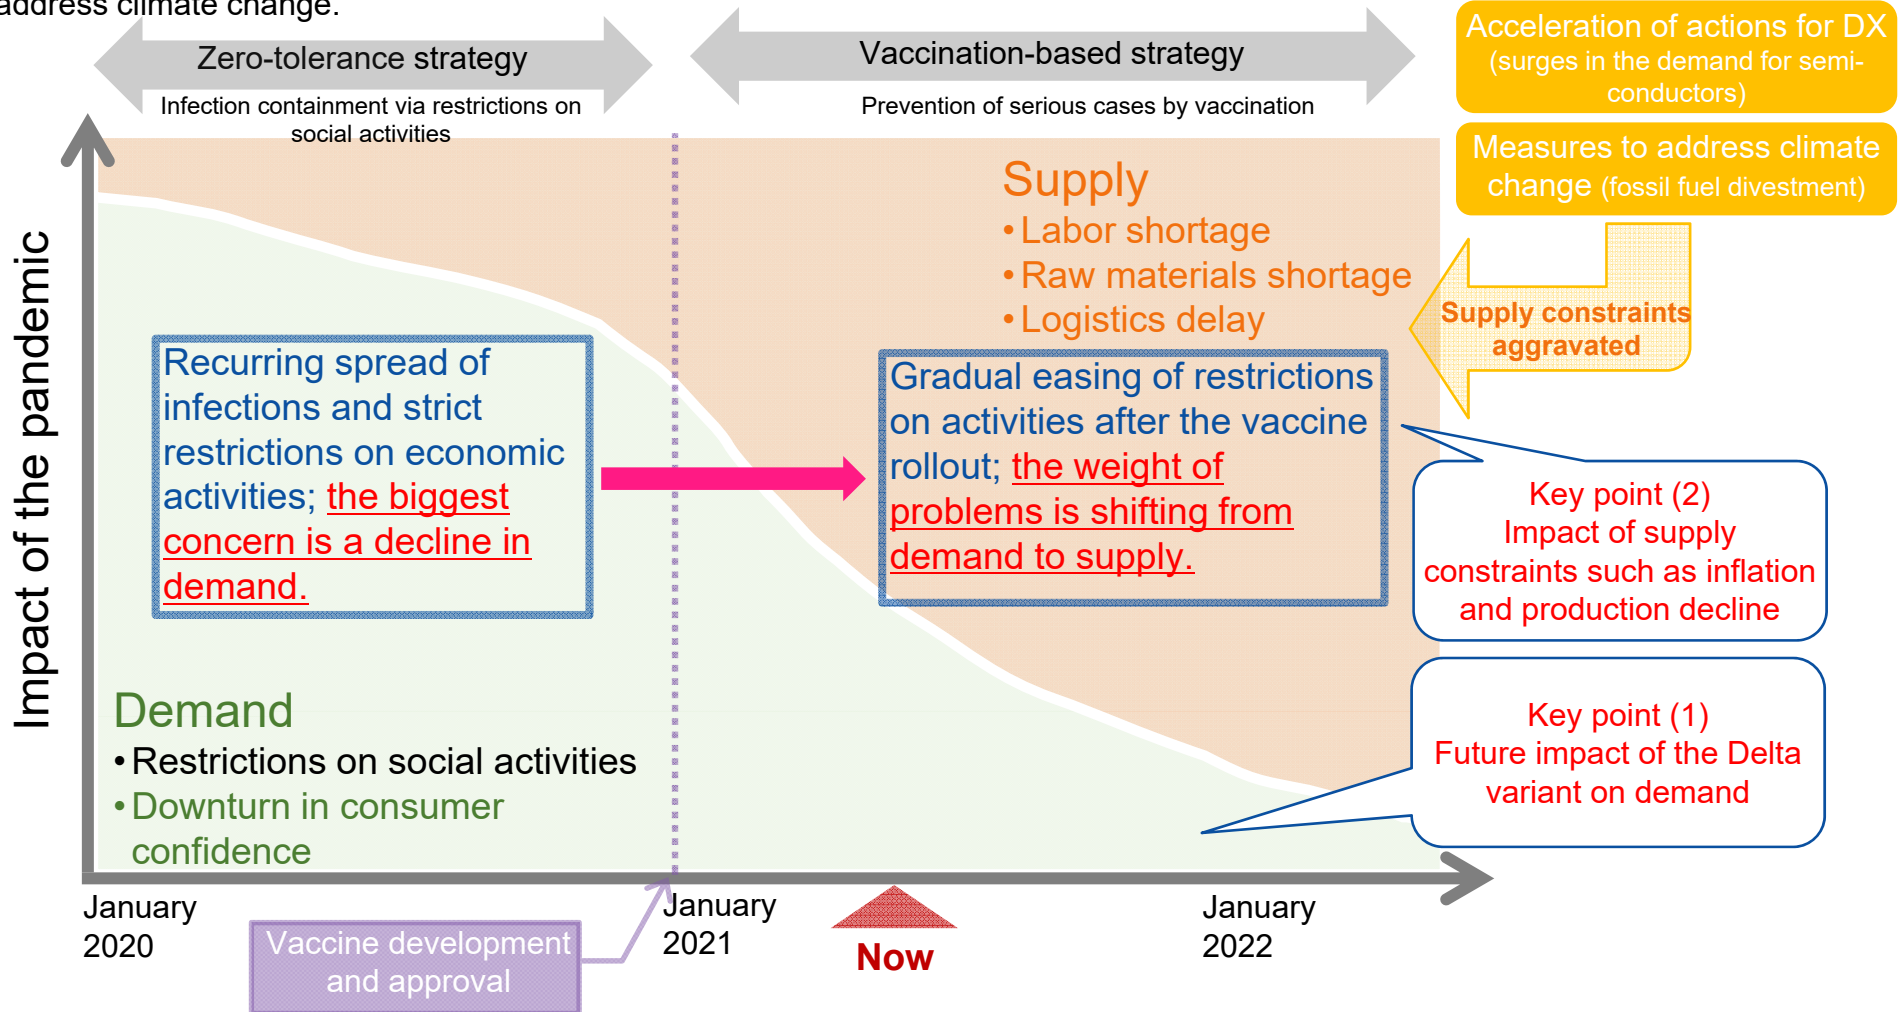 address climate change.
Zero-tolerance strategy
Infection containment via restrictions on
social activities
Vaccination-based strategy
Prevention of serious cases by vaccination
Acceleration of actions for DX
(surges in the demand for semi-
conductors)
Measures to address climate
change (fossil fuel divestment)
Supply constraints
aggravated
Impact of the pandemic
Supply
• Labor shortage
• Raw materials shortage
• Logistics delay
Recurring spread of
infections and strict
restrictions on economic
activities; the biggest
concern is a decline in
demand.
Gradual easing of restrictions
on activities after the vaccine
rollout; the weight of
problems is shifting from
demand to supply.
Key point (2)
Impact of supply
constraints such as inflation
and production decline
Key point (1)
Future impact of the Delta
variant on demand
Demand
• Restrictions on social activities
• Downturn in consumer
confidence
January
2020
Vaccine development
and approval
January
2021
Now
January
2022